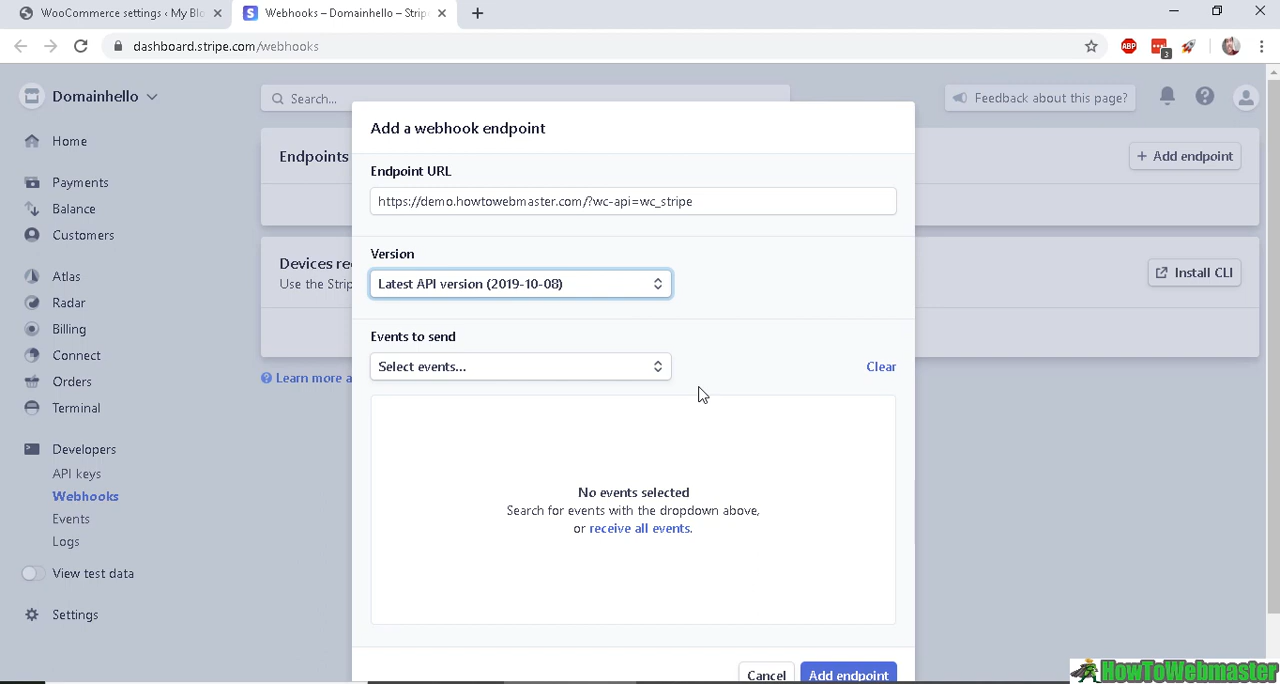 WooCommerce settings ‹ My Blo
Webhooks – Domainhello – Stripe
dashboard.stripe.com/webhooks
ABP
3
Domainhello
Search...
Feedback about this page?
Home
Payments
Balance
Customers
Atlas
Radar
Billing
Connect
Orders
Terminal
Developers
API keys
Webhooks
Events
Logs
View test data
Settings
Endpoints
+ Add endpoint
Devices rec
Use the Strip
Install CLI
Learn more a
Add a webhook endpoint
Endpoint URL
https://demo.howtowebmaster.com/?wc-api=wc_stripe
Version
Latest API version (2019-10-08)
Events to send
Select events...
Clear
No events selected
Search for events with the dropdown above,
or receive all events.
Cancel
Add endpoint
HowToWebmaster